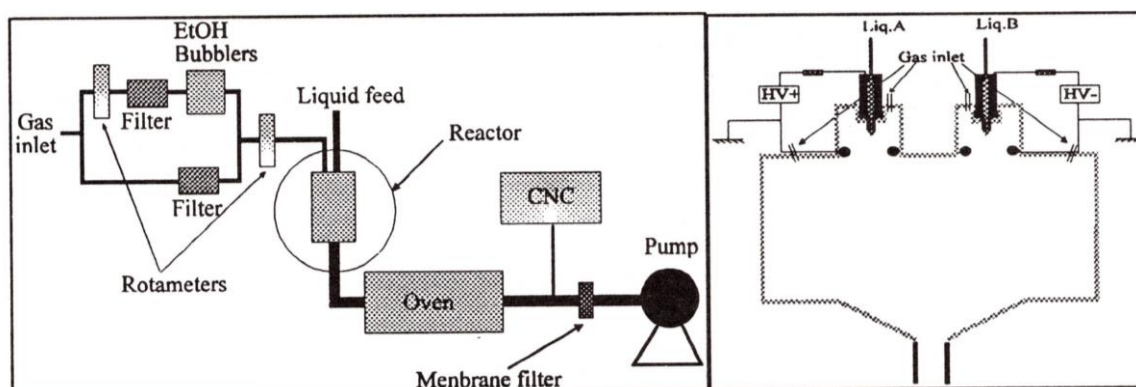 EtOH
Bubblers
Gas
inlet
Filter
Filter
Rotameters
Liquid feed
Reactor
CNC
Oven
Pump
Menbrane filter
Liq.A
Liq.B
Gas inlet
HV+
HV-